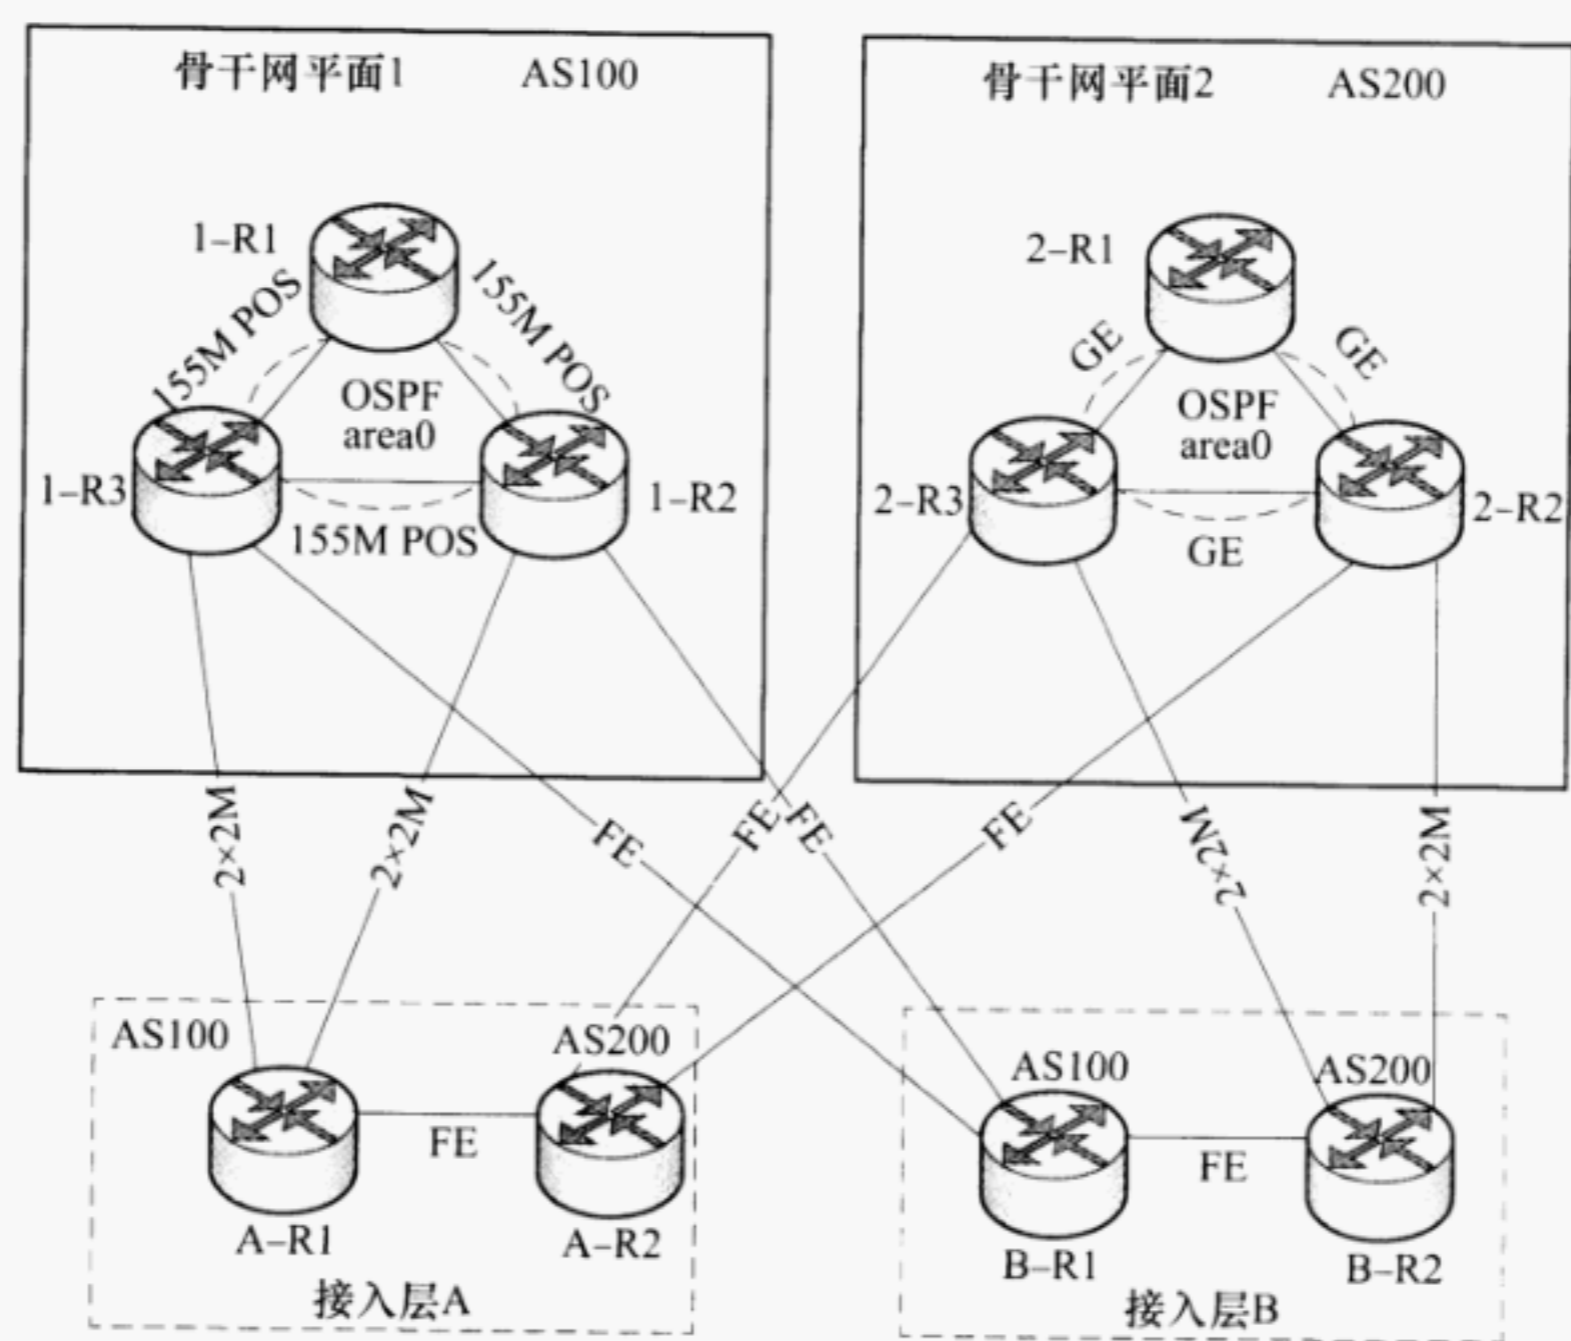 骨干网平面1 AS100
骨干网平面2 AS200
1-R1
155M POS
155M POS
OSPF
area0
1-R3
1-R2
155M POS
2-R1
GE
GE
OSPF
area0
2-R3
2-R2
GE
2×2M
2×2M
FE
FE
FE
FE
2×2M
2×2M
AS100
AS200
FE
A-R1
A-R2
接入层A
AS100
AS200
FE
B-R1
B-R2
接入层B